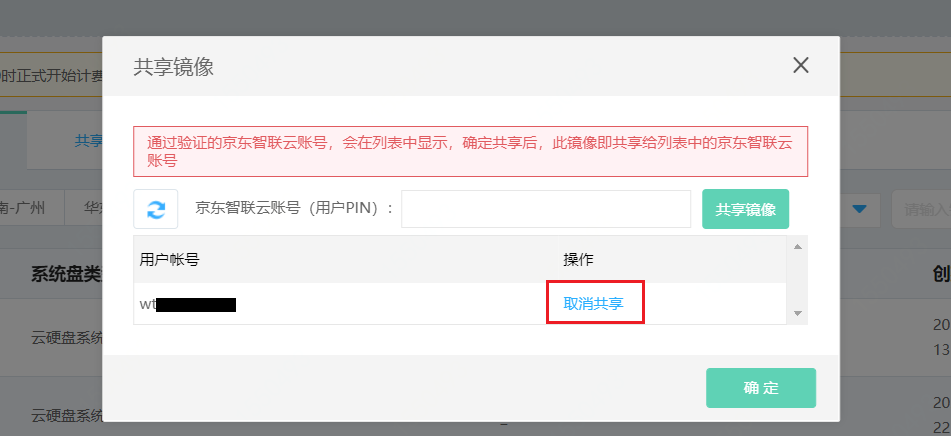 共享镜像
时正式开始计费
共享
通过验证的京东智联云账号，会在列表中显示，确定共享后，此镜像即共享给列表中的京东智联云
账号
南-广州
华
京东智联云账号（用户PIN）：
共享镜像
请输入
用户帐号
操作
系统盘类
创
wt
取消共享
云硬盘系统
20
13
确 定
云硬盘系统
20
22